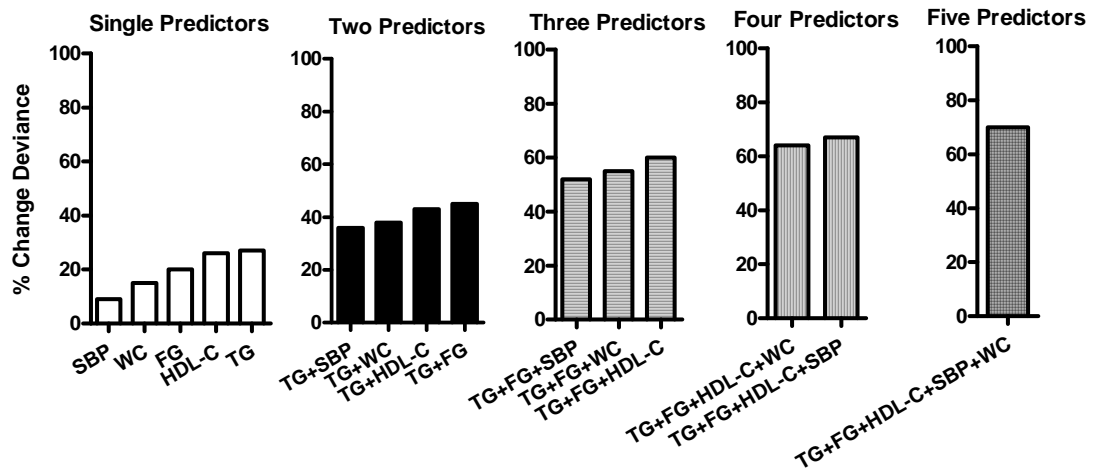 Single Predictors
Two Predictors
Three Predictors
Four Predictors
Five Predictors
% Change Deviance
100
80
60
40
20
0
SBP
WC
FG
HDL-C
TG
100
80
60
40
20
0
TG+SBP
TG+WC
TG+HDL-C
TG+FG
100
80
60
40
20
0
TG+FG+SBP
TG+FG+WC
TG+FG+HDL-C
100
80
60
40
20
0
TG+FG+HDL-C+WC
TG+FG+HDL-C+SBP
100
80
60
40
20
0
TG+FG+HDL-C+SBP+WC